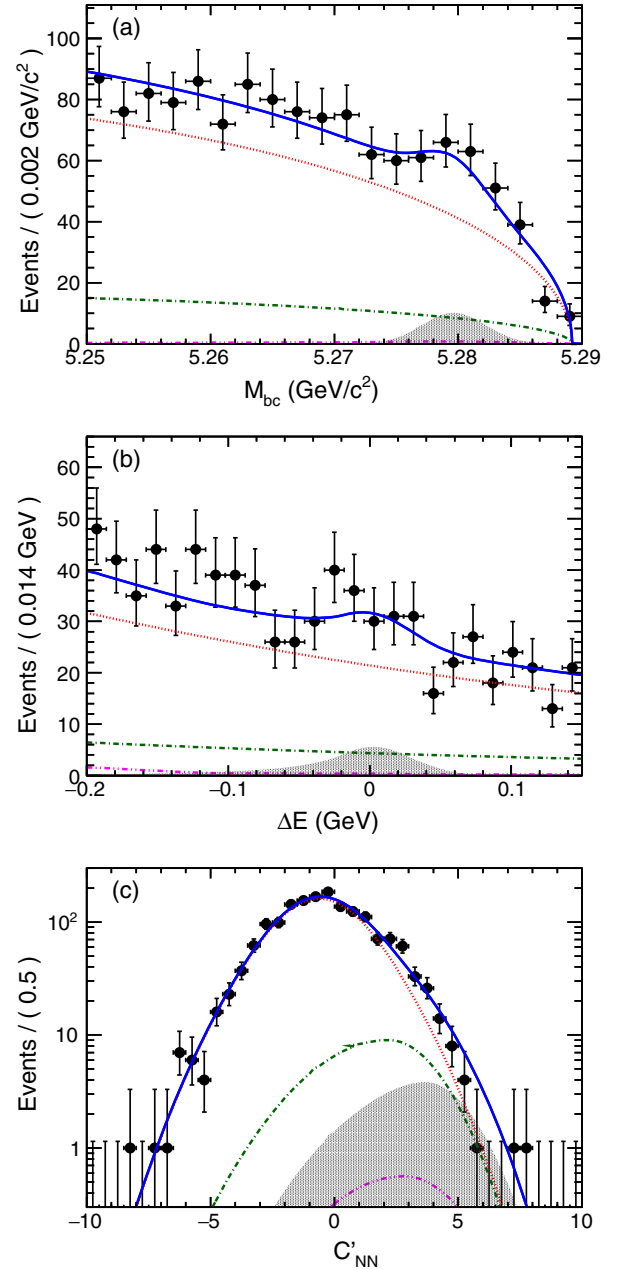 (a)
Events / ( 0.002 GeV/c²)
100
80
60
40
20
0
5.25 5.26 5.27 5.28 5.29
M_bc (GeV/c²)
(b)
Events / ( 0.014 GeV )
60
50
40
30
20
10
0
−0.2 −0.1 0 0.1
ΔE (GeV)
(c)
Events / ( 0.5 )
10²
10
1
−10 −5 0 5 10
C'_NN